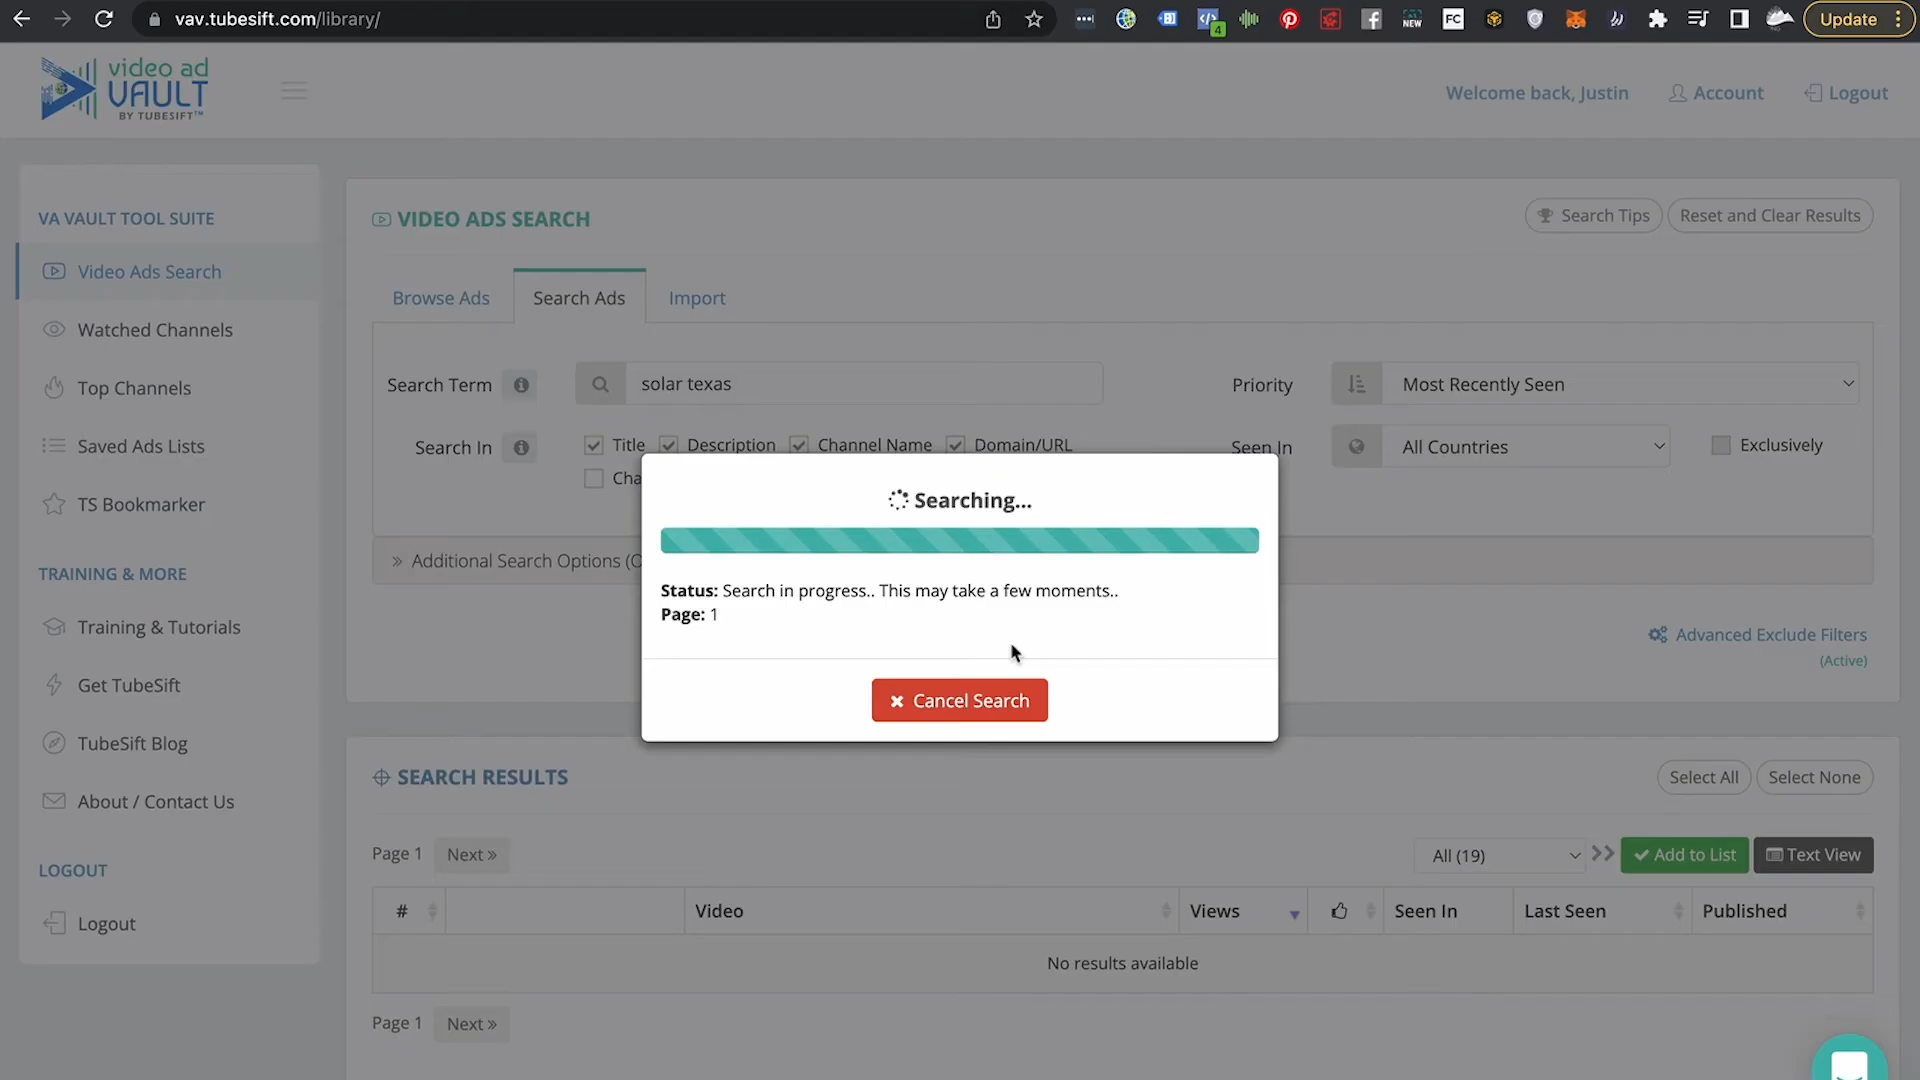 vav.tubesift.com/library/
NEW
FC
4
Update
video ad
VAULT
BY TUBESIFT™
Welcome back, Justin
Account
Logout
VA VAULT TOOL SUITE
Video Ads Search
Watched Channels
Top Channels
Saved Ads Lists
TS Bookmarker
TRAINING & MORE
Training & Tutorials
Get TubeSift
TubeSift Blog
About / Contact Us
LOGOUT
Logout
VIDEO ADS SEARCH
Search Tips
Reset and Clear Results
Browse Ads
Search Ads
Import
Search Term
solar texas
Priority
Most Recently Seen
Search In
Title
Description
Channel Name
Domain/URL
Cha
Seen In
All Countries
Exclusively
» Additional Search Options (O
Advanced Exclude Filters
(Active)
Searching...
Status: Search in progress.. This may take a few moments..
Page: 1
Cancel Search
SEARCH RESULTS
Select All
Select None
Page 1
Next »
All (19)
Add to List
Text View
#
Video
Views
Seen In
Last Seen
Published
No results available
Page 1
Next »